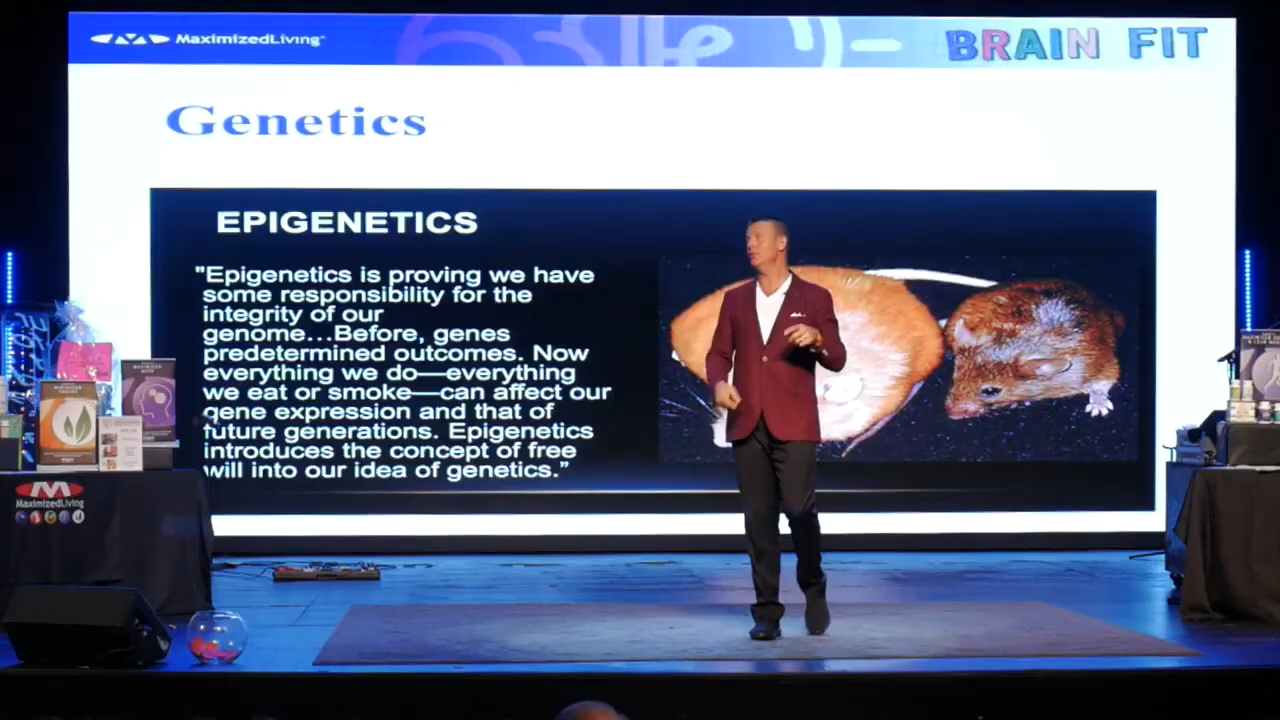 MaximizedLiving
BRAIN FIT
Genetics
EPIGENETICS
"Epigenetics is proving we have
some responsibility for the
integrity of our
genome...Before, genes
predetermined outcomes. Now
everything we do—everything
we eat or smoke—can affect our
gene expression and that of
future generations. Epigenetics
introduces the concept of free
will into our idea of genetics.”
MaximizedLiving